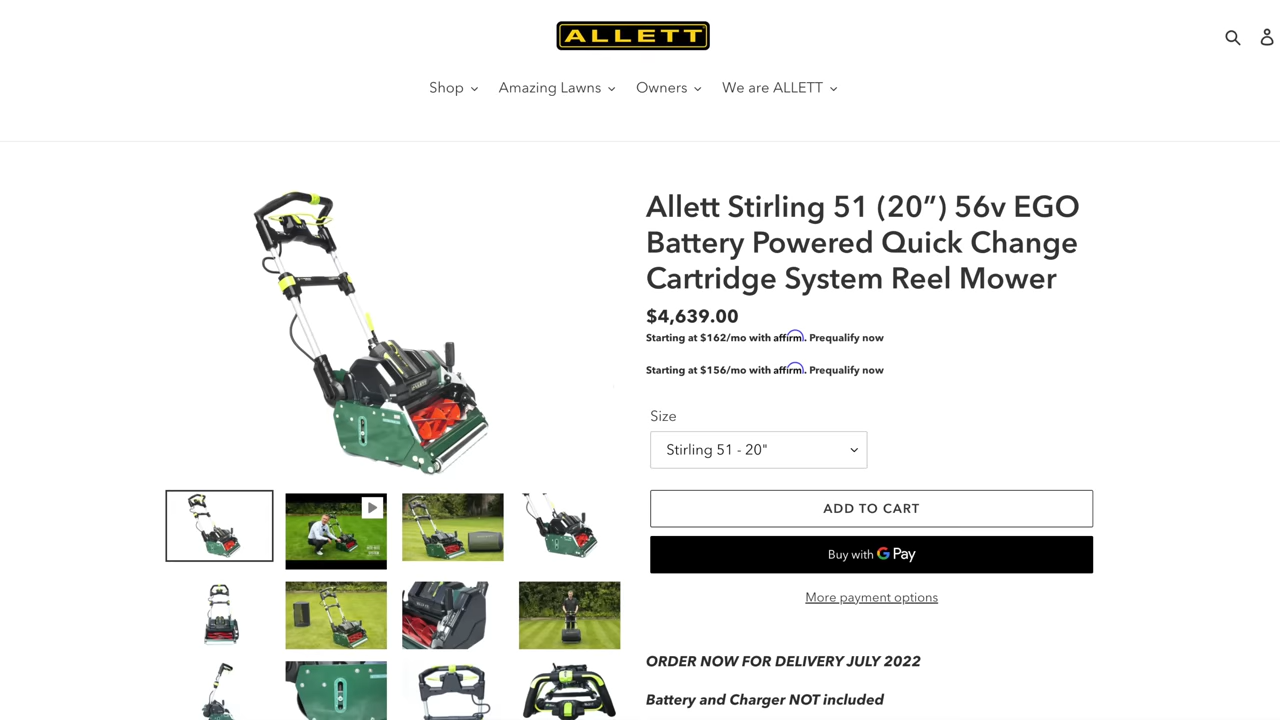 ALLETT
Shop
Amazing Lawns
Owners
We are ALLETT
Allett Stirling 51 (20”) 56v EGO
Battery Powered Quick Change
Cartridge System Reel Mower
$4,639.00
Starting at $162/mo with affirm. Prequalify now
Starting at $156/mo with affirm. Prequalify now
Size
Stirling 51 - 20"
ADD TO CART
Buy with G Pay
More payment options
ORDER NOW FOR DELIVERY JULY 2022
Battery and Charger NOT included